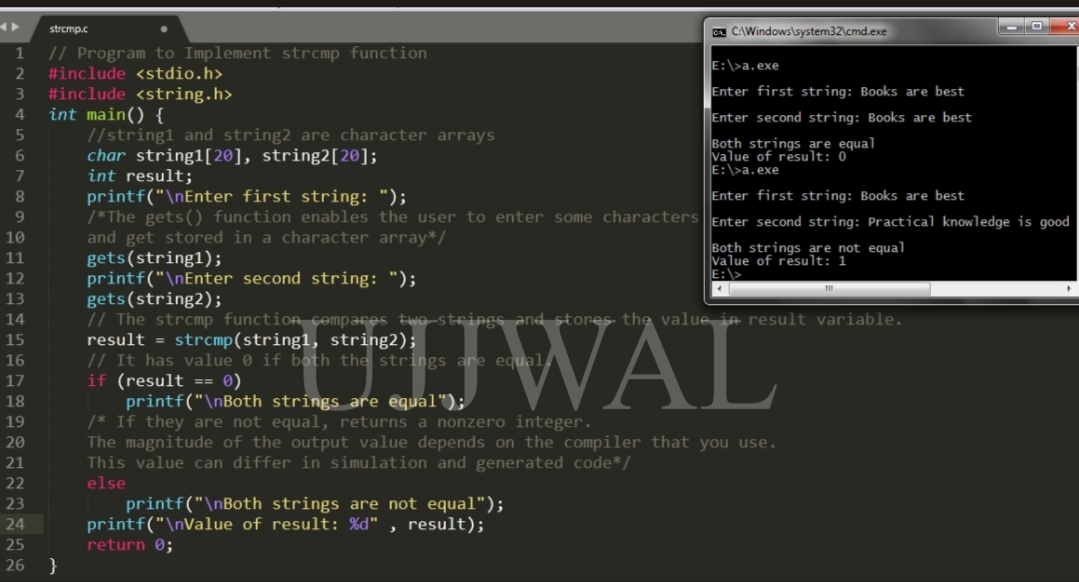 strcmp.c
1 // Program to Implement strcmp function
2 #include <stdio.h>
3 #include <string.h>
4 int main() {
5 //string1 and string2 are character arrays
6 char string1[20], string2[20];
7 int result;
8 printf("\nEnter first string: ");
9 /*The gets() function enables the user to enter some characters
10 and get stored in a character array*/
11 gets(string1);
12 printf("\nEnter second string: ");
13 gets(string2);
14 // The strcmp function compares two strings and stores the value in result variable.
15 result = strcmp(string1, string2);
16 // It has value 0 if both the strings are equal.
17 if (result == 0)
18 printf("\nBoth strings are equal");
19 /* If they are not equal, returns a nonzero integer.
20 The magnitude of the output value depends on the compiler that you use.
21 This value can differ in simulation and generated code*/
22 else
23 printf("\nBoth strings are not equal");
24 printf("\nValue of result: %d" , result);
25 return 0;
26 }
UJJWAL
C:\Windows\system32\cmd.exe
E:\>a.exe
Enter first string: Books are best
Enter second string: Books are best
Both strings are equal
Value of result: 0
E:\>a.exe
Enter first string: Books are best
Enter second string: Practical knowledge is good
Both strings are not equal
Value of result: 1
E:\>